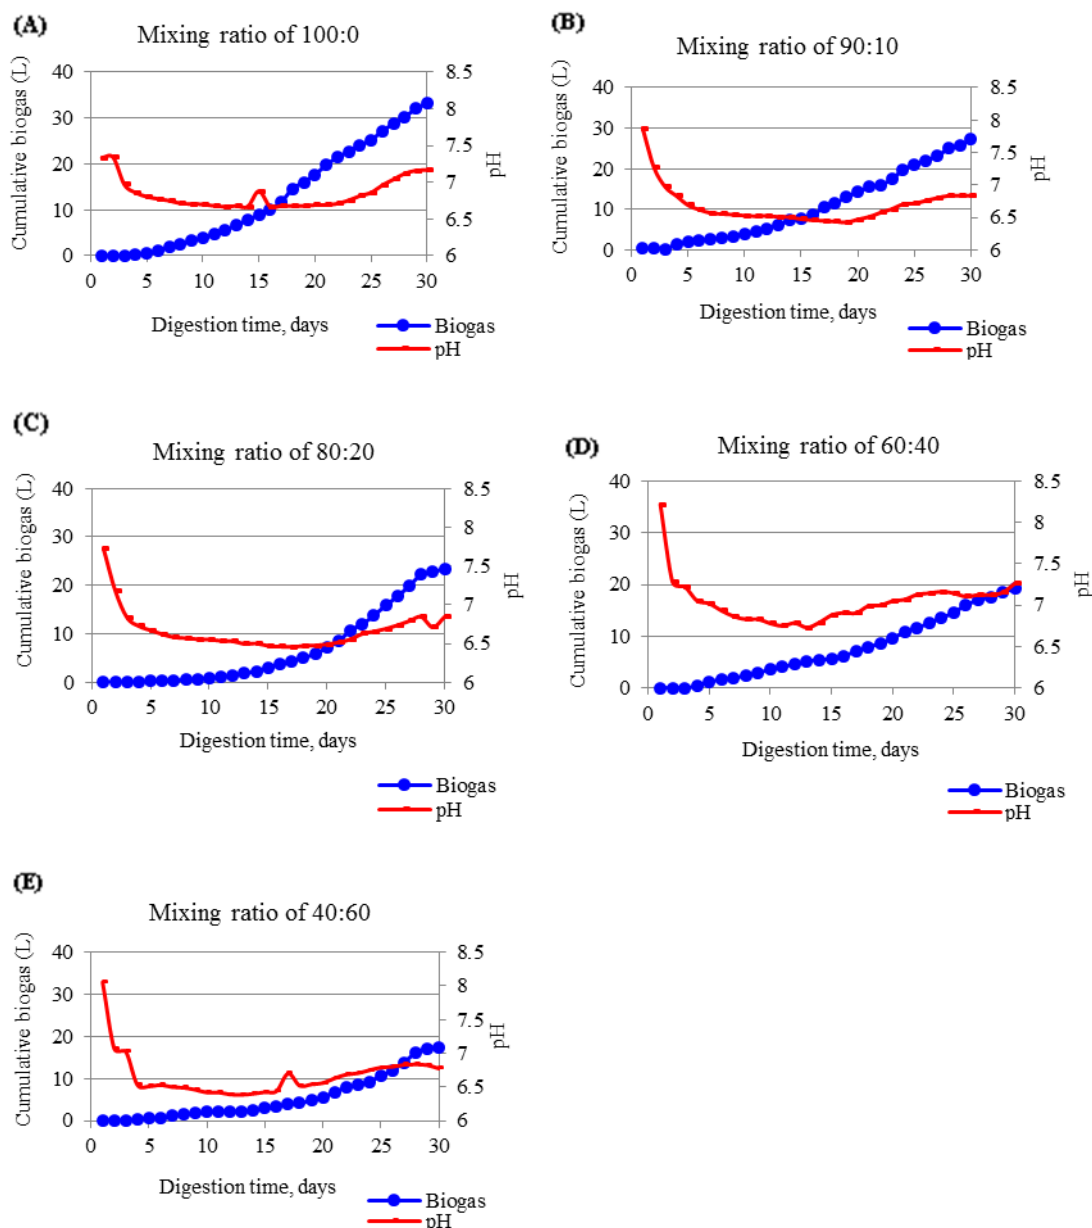 (A)
Mixing ratio of 100:0
Cumulative biogas (L)
40
30
20
10
0
8.5
8
7.5
7
6.5
6
pH
0 5 10 15 20 25 30
Digestion time, days
Biogas
pH
(B)
Mixing ratio of 90:10
Cumulative biogas (L)
40
30
20
10
0
8.5
8
7.5
7
6.5
6
pH
0 5 10 15 20 25 30
Digestion time, days
Biogas
pH
(C)
Mixing ratio of 80:20
Cumulative biogas (L)
40
30
20
10
0
8.5
8
7.5
7
6.5
6
pH
0 5 10 15 20 25 30
Digestion time, days
Biogas
pH
(D)
Mixing ratio of 60:40
Cumulative biogas (L)
40
30
20
10
0
8.5
8
7.5
7
6.5
6
pH
0 5 10 15 20 25 30
Digestion time, days
Biogas
pH
(E)
Mixing ratio of 40:60
Cumulative biogas (L)
40
30
20
10
0
8.5
8
7.5
7
6.5
6
pH
0 5 10 15 20 25 30
Digestion time, days
Biogas
pH